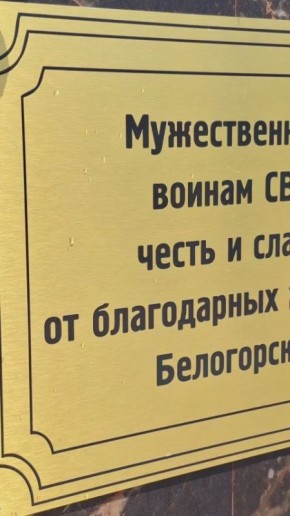 Мужественн
воинам СВ
честь и сла
от благодарных
Белогорск